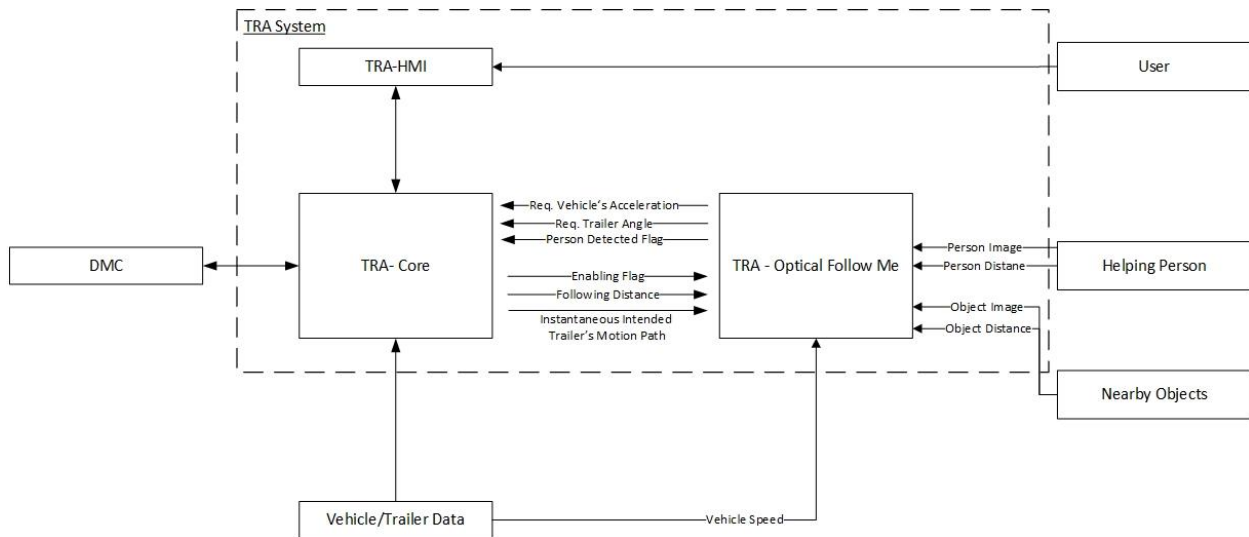 TRA System
TRA-HMI
User
Req. Vehicle‘s Acceleration
Req. Trailer Angle
Person Detected Flag
TRA- Core
Enabling Flag
Following Distance
Instantaneous Intended
Trailer’s Motion Path
TRA - Optical Follow Me
DMC
Person Image
Person Distane
Helping Person
Object Image
Object Distance
Nearby Objects
Vehicle/Trailer Data
Vehicle Speed